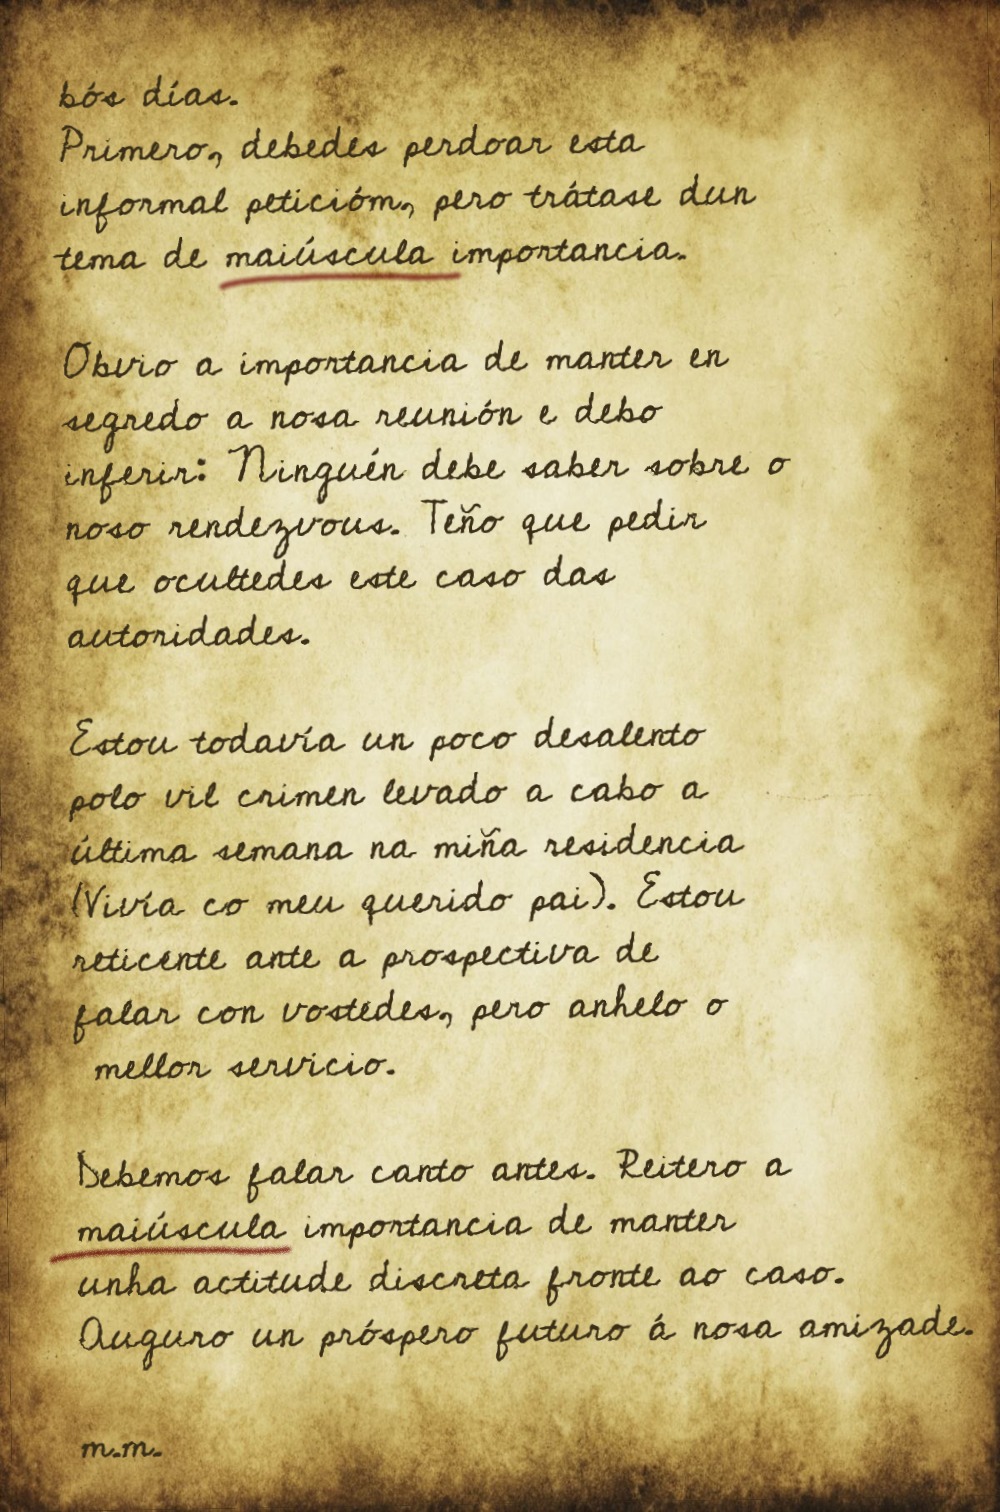 bós días.
Primero, debedes perdoar esta
informal petición, pero trátase dun
tema de maiúscula importancia.
Obvio a importancia de manter en
segredo a nosa reunión e debo
inferir: Ninguén debe saber sobre o
noso rendezvous. Teño que pedir
que ocultedes este caso das
autoridades.
Estou todavía un poco desalento
polo vil crimen levado a cabo a
última semana na miña residencia
(Vivía co meu querido pai). Estou
reticente ante a prospectiva de
falar con vostedes, pero anhelo o
mellor servicio.
Debemos falar canto antes. Reitero a
maiúscula importancia de manter
unha actitude discreta fronte ao caso.
Auguro un próspero futuro á nosa amizade.
m.m.